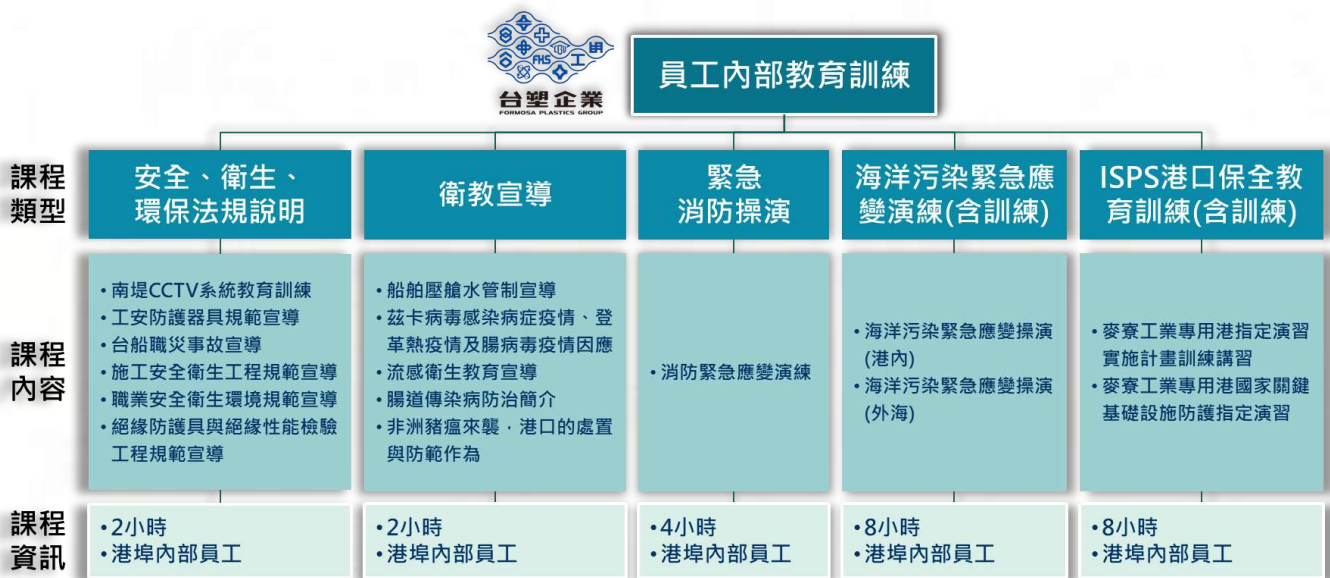 台塑企業
FORMOSA PLASTICS GROUP
員工內部教育訓練
課程
類型
安全、衛生、
環保法規說明
衛教宣導
緊急
消防操演
海洋污染緊急應
變演練(含訓練)
ISPS港口保全教
育訓練(含訓練)
課程
內容
•南堤CCTV系統教育訓練
•工安防護器具規範宣導
•台船職災事故宣導
•施工安全衛生工程規範宣導
•職業安全衛生環境規範宣導
•絕緣防護具與絕緣性能檢驗
工程規範宣導
•船舶壓艙水管制宣導
•茲卡病毒感染病症疫情、登
革熱疫情及腸病毒疫情因應
•流感衛生教育宣導
•腸道傳染病防治簡介
•非洲豬瘟來襲，港口的處置
與防範作為
•消防緊急應變演練
•海洋污染緊急應變操演
(港內)
•海洋污染緊急應變操演
(外海)
•麥寮工業專用港指定演習
實施計畫訓練講習
•麥寮工業專用港國家關鍵
基礎設施防護指定演習
課程
資訊
•2小時
•港埠內部員工
•2小時
•港埠內部員工
•4小時
•港埠內部員工
•8小時
•港埠內部員工
•8小時
•港埠內部員工